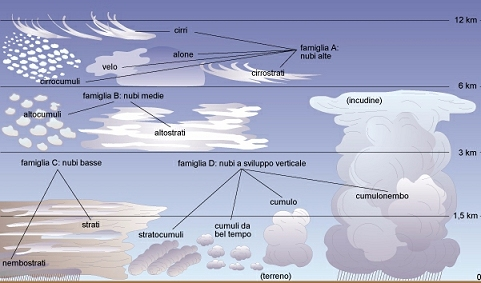 12 km
cirri
famiglia A:
nubi alte
alone
velo
cirrostrati
cirrocumuli
6 km
famiglia B: nubi medie
(incudine)
altocumuli
altostrati
3 km
famiglia C: nubi basse
famiglia D: nubi a sviluppo verticale
cumulonembo
cumulo
1,5 km
strati
cumuli da
bel tempo
stratocumuli
nembostrati
(terreno)
0